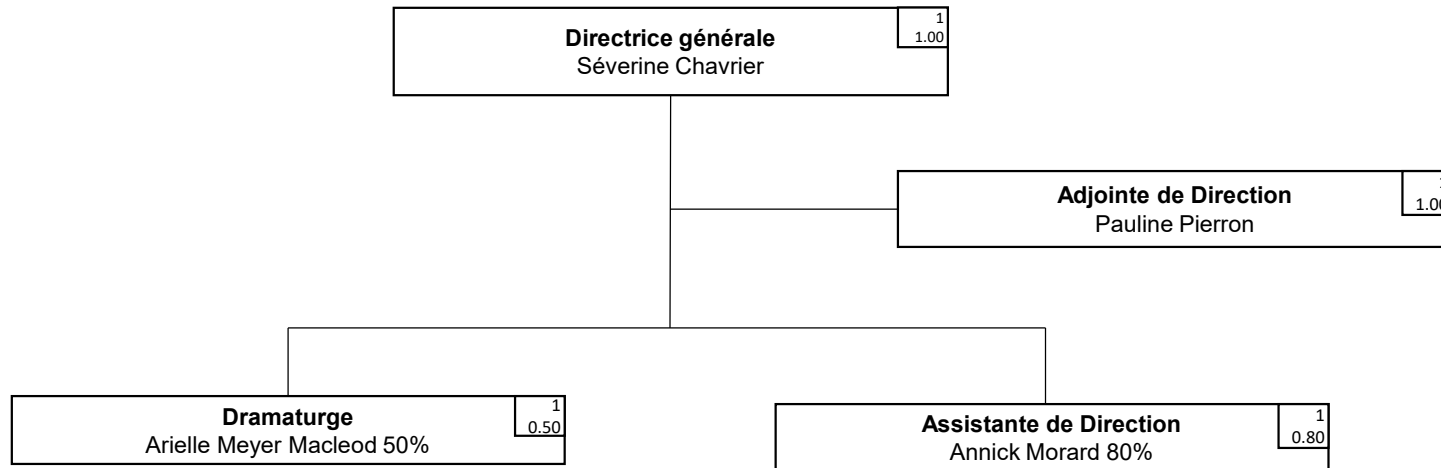 Directrice générale
Séverine Chavrier
1
1.00
Adjointe de Direction
Pauline Pierron
1.00
Dramaturge
Arielle Meyer Macleod 50%
1
0.50
Assistante de Direction
Annick Morard 80%
1
0.80